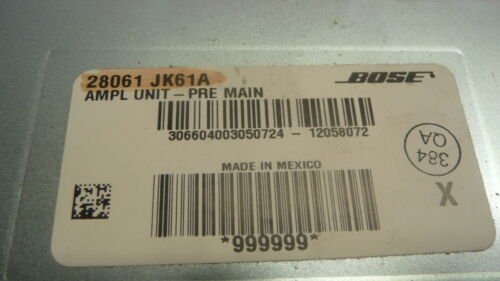 28061 JK61A
BOSE
AMPL UNIT – PRE MAIN
306604003050724 – 12058072
384
QA
MADE IN MEXICO
X
*999999*